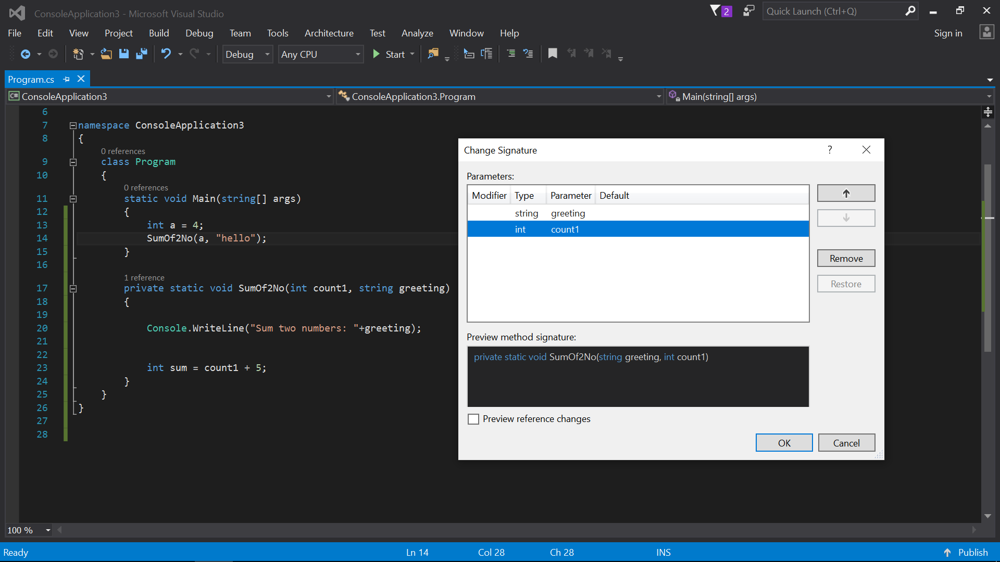 ConsoleApplication3 - Microsoft Visual Studio
2
Quick Launch (Ctrl+Q)
File Edit View Project Build Debug Team Tools Architecture Test Analyze Window Help
Sign in
Debug
Any CPU
Start
Program.cs
C# ConsoleApplication3
ConsoleApplication3.Program
Main(string[] args)
6
7 namespace ConsoleApplication3
8 {
0 references
9 class Program
10 {
0 references
11 static void Main(string[] args)
12 {
13 int a = 4;
14 SumOf2No(a, "hello");
15 }
16
1 reference
17 private static void SumOf2No(int count1, string greeting)
18 {
19
20 Console.WriteLine("Sum two numbers: "+greeting);
21
22
23 int sum = count1 + 5;
24 }
25 }
26 }
27
28
Change Signature
?
Parameters:
Modifier Type Parameter Default
string greeting
int count1
Remove
Restore
Preview method signature:
private static void SumOf2No(string greeting, int count1)
Preview reference changes
OK
Cancel
100 %
Ready
Ln 14
Col 28
Ch 28
INS
Publish